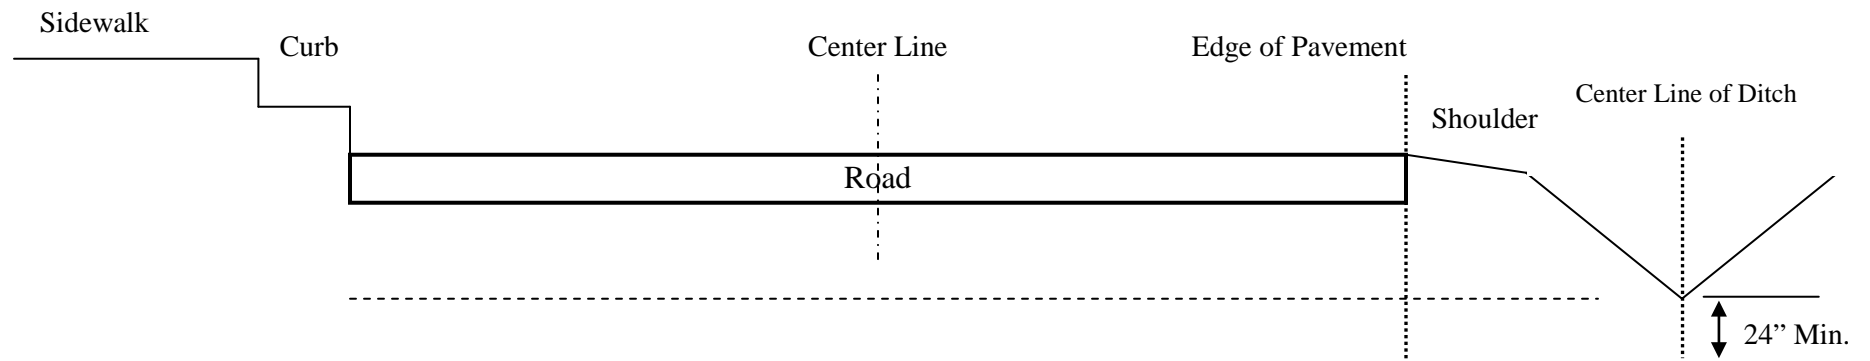 Sidewalk
Curb
Center Line
Edge of Pavement
Center Line of Ditch
Shoulder
Road
24” Min.